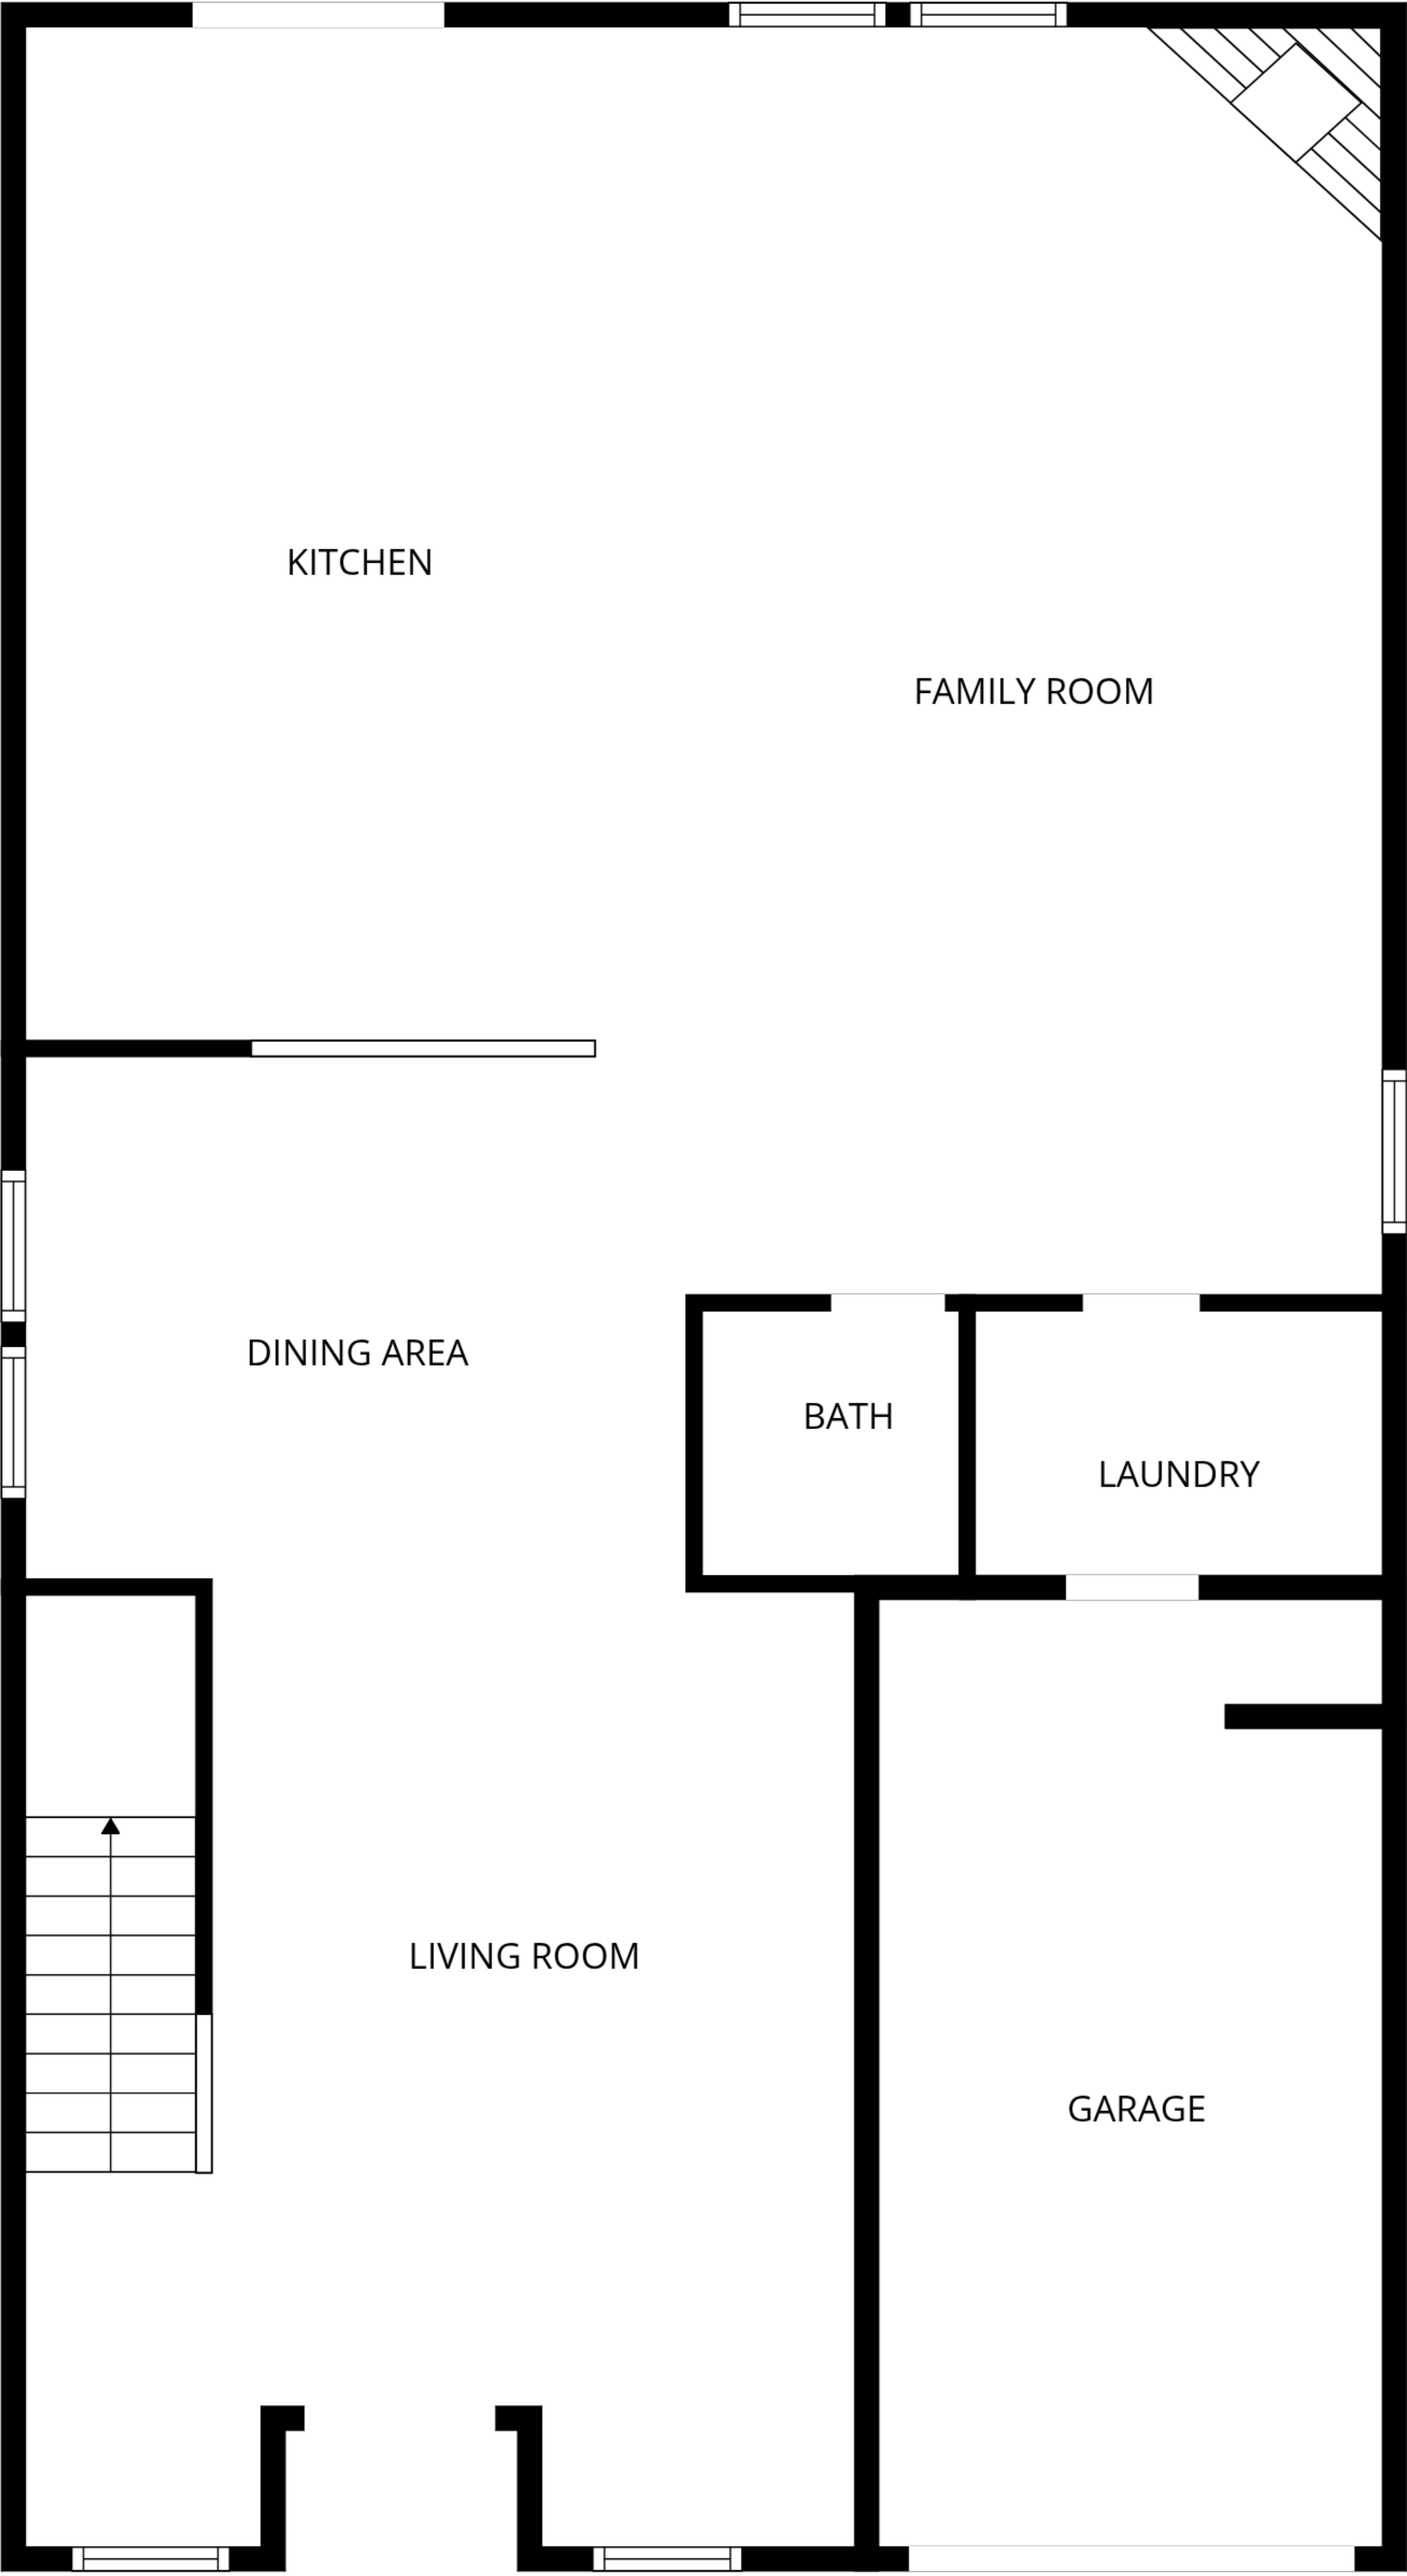 KITCHEN
FAMILY ROOM
DINING AREA
BATH
LAUNDRY
LIVING ROOM
GARAGE